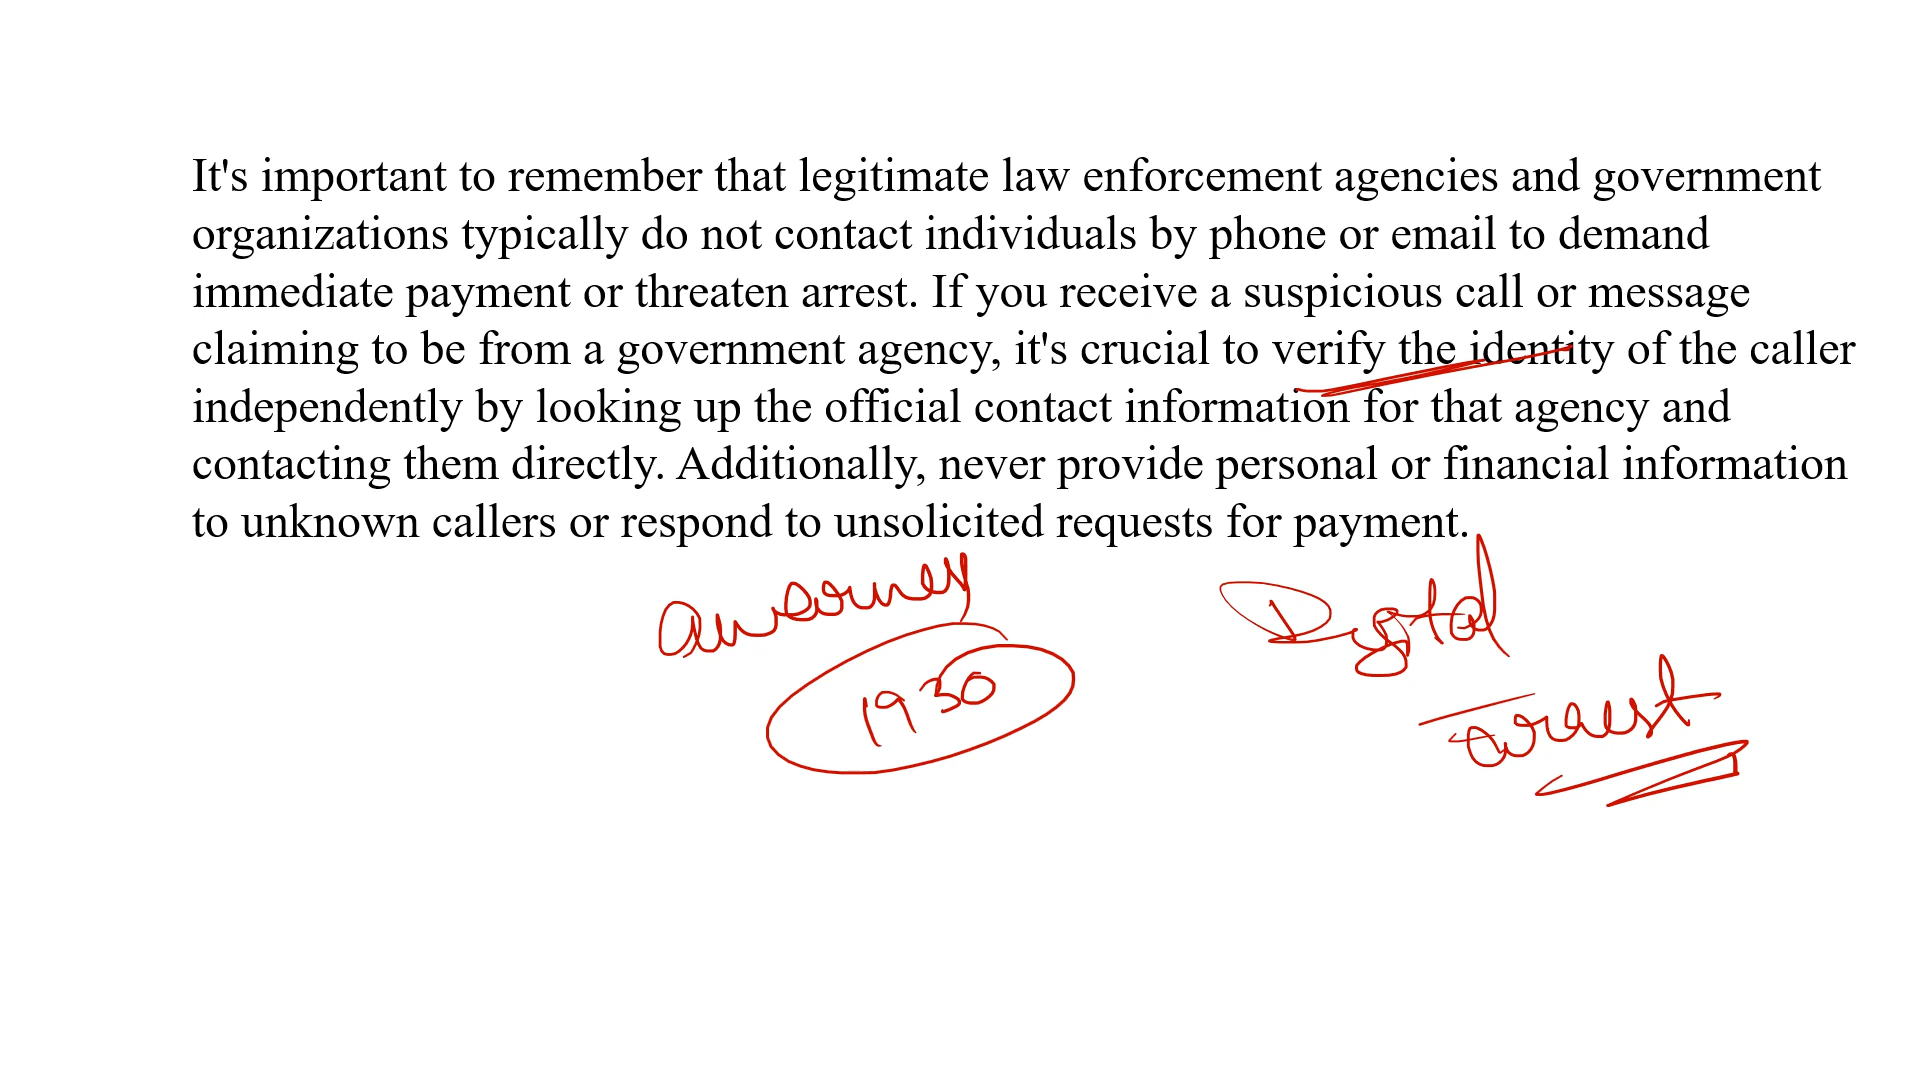 It's important to remember that legitimate law enforcement agencies and government
organizations typically do not contact individuals by phone or email to demand
immediate payment or threaten arrest. If you receive a suspicious call or message
claiming to be from a government agency, it's crucial to verify the identity of the caller
independently by looking up the official contact information for that agency and
contacting them directly. Additionally, never provide personal or financial information
to unknown callers or respond to unsolicited requests for payment.
Digital
1930
arrest